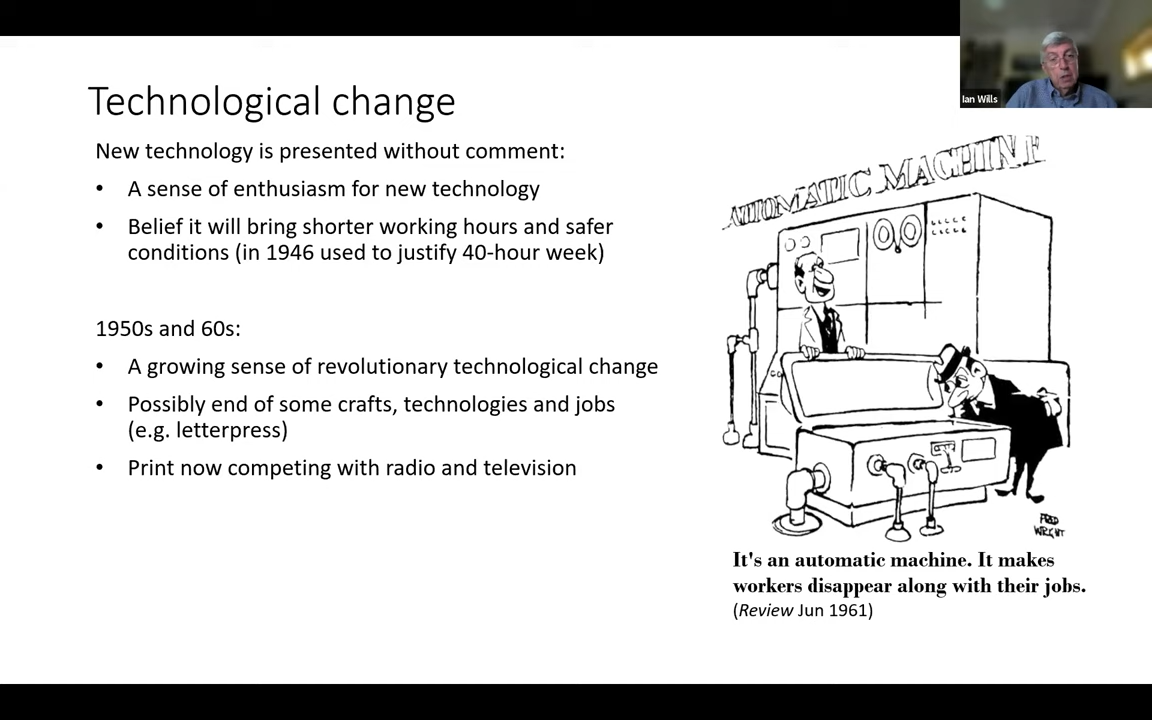 Technological change
New technology is presented without comment:
• A sense of enthusiasm for new technology
• Belief it will bring shorter working hours and safer
conditions (in 1946 used to justify 40-hour week)
1950s and 60s:
• A growing sense of revolutionary technological change
• Possibly end of some crafts, technologies and jobs
(e.g. letterpress)
• Print now competing with radio and television
Ian Wills
AUTOMATIC MACHINE
FRED
WRIGHT
It's an automatic machine. It makes
workers disappear along with their jobs.
(Review Jun 1961)